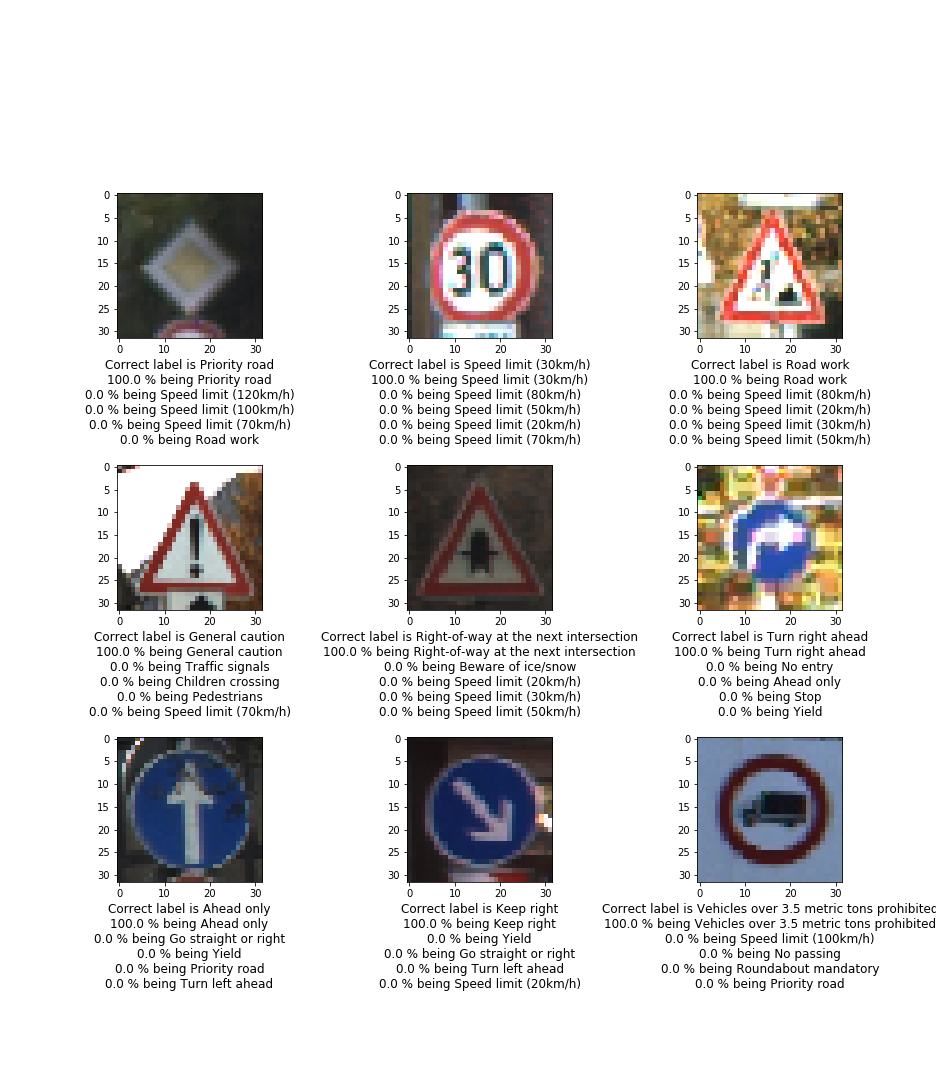 0
5
10
15
20
25
30
0 10 20 30
Correct label is Priority road
100.0 % being Priority road
0.0 % being Speed limit (120km/h)
0.0 % being Speed limit (100km/h)
0.0 % being Speed limit (70km/h)
0.0 % being Road work
0
5
10
15
20
25
30
30
0 10 20 30
Correct label is Speed limit (30km/h)
100.0 % being Speed limit (30km/h)
0.0 % being Speed limit (80km/h)
0.0 % being Speed limit (50km/h)
0.0 % being Speed limit (20km/h)
0.0 % being Speed limit (70km/h)
0
5
10
15
20
25
30
0 10 20 30
Correct label is Road work
100.0 % being Road work
0.0 % being Speed limit (80km/h)
0.0 % being Speed limit (20km/h)
0.0 % being Speed limit (30km/h)
0.0 % being Speed limit (50km/h)
0
5
10
15
20
25
30
0 10 20 30
Correct label is General caution
100.0 % being General caution
0.0 % being Traffic signals
0.0 % being Children crossing
0.0 % being Pedestrians
0.0 % being Speed limit (70km/h)
0
5
10
15
20
25
30
0 10 20 30
Correct label is Right-of-way at the next intersection
100.0 % being Right-of-way at the next intersection
0.0 % being Beware of ice/snow
0.0 % being Speed limit (20km/h)
0.0 % being Speed limit (30km/h)
0.0 % being Speed limit (50km/h)
0
5
10
15
20
25
30
0 10 20 30
Correct label is Turn right ahead
100.0 % being Turn right ahead
0.0 % being No entry
0.0 % being Ahead only
0.0 % being Stop
0.0 % being Yield
0
5
10
15
20
25
30
0 10 20 30
Correct label is Ahead only
100.0 % being Ahead only
0.0 % being Go straight or right
0.0 % being Yield
0.0 % being Priority road
0.0 % being Turn left ahead
0
5
10
15
20
25
30
0 10 20 30
Correct label is Keep right
100.0 % being Keep right
0.0 % being Yield
0.0 % being Go straight or right
0.0 % being Turn left ahead
0.0 % being Speed limit (20km/h)
0
5
10
15
20
25
30
0 10 20 30
Correct label is Vehicles over 3.5 metric tons prohibited
100.0 % being Vehicles over 3.5 metric tons prohibited
0.0 % being Speed limit (100km/h)
0.0 % being No passing
0.0 % being Roundabout mandatory
0.0 % being Priority road